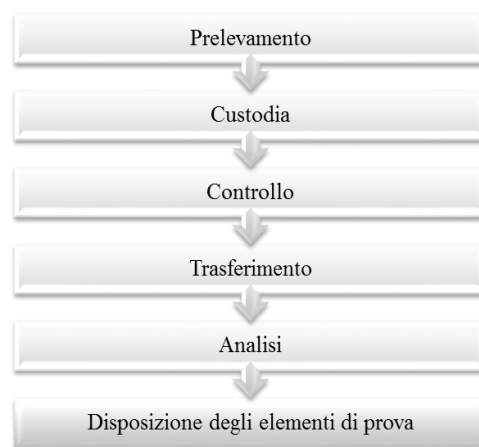 Prelevamento
Custodia
Controllo
Trasferimento
Analisi
Disposizione degli elementi di prova